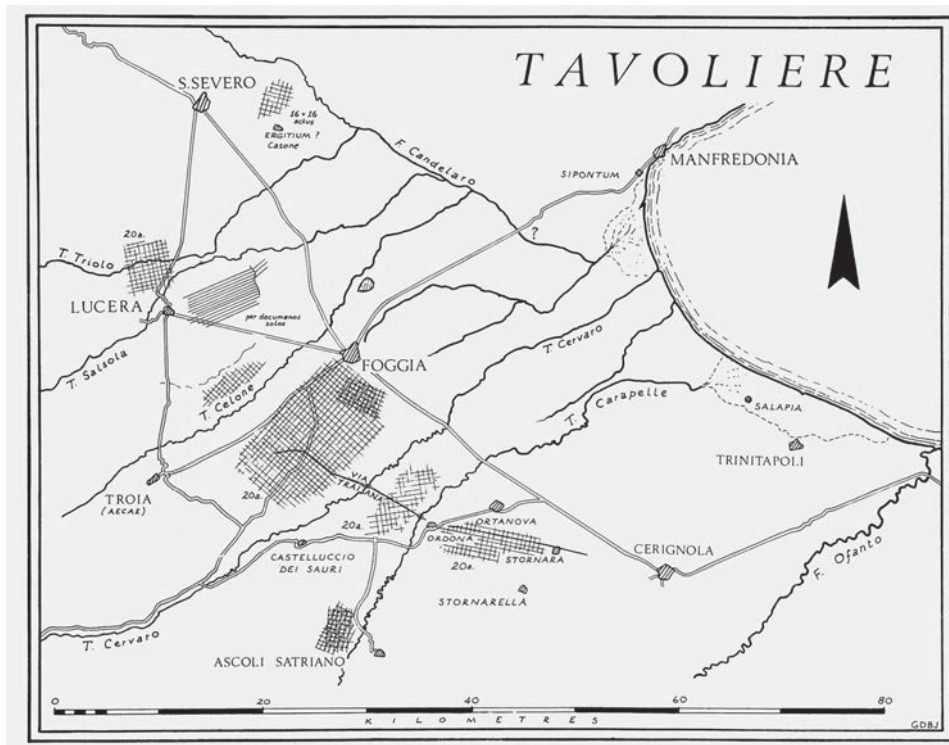 TAVOLIERE
S. SEVERO
16 × 16
actus
ERGITIUM ?
Casone
F. Candelaro
MANFREDONIA
SIPONTUM
?
20a.
T. Triolo
LUCERA
per decumanos
solos
T. Salsola
FOGGIA
T. Cervaro
T. Celone
T. Carapelle
SALAPIA
TRINITAPOLI
TROIA
(AECAE)
20a.
VIA
TRAIANA
20a.
ORTANOVA
ORDONA
STORNARA
20a.
CASTELLUCCIO
DEI SAURI
CERIGNOLA
F. Ofanto
STORNARELLA
T. Cervaro
ASCOLI SATRIANO
0 20 40 60 80
KILOMETRES
GDBJ